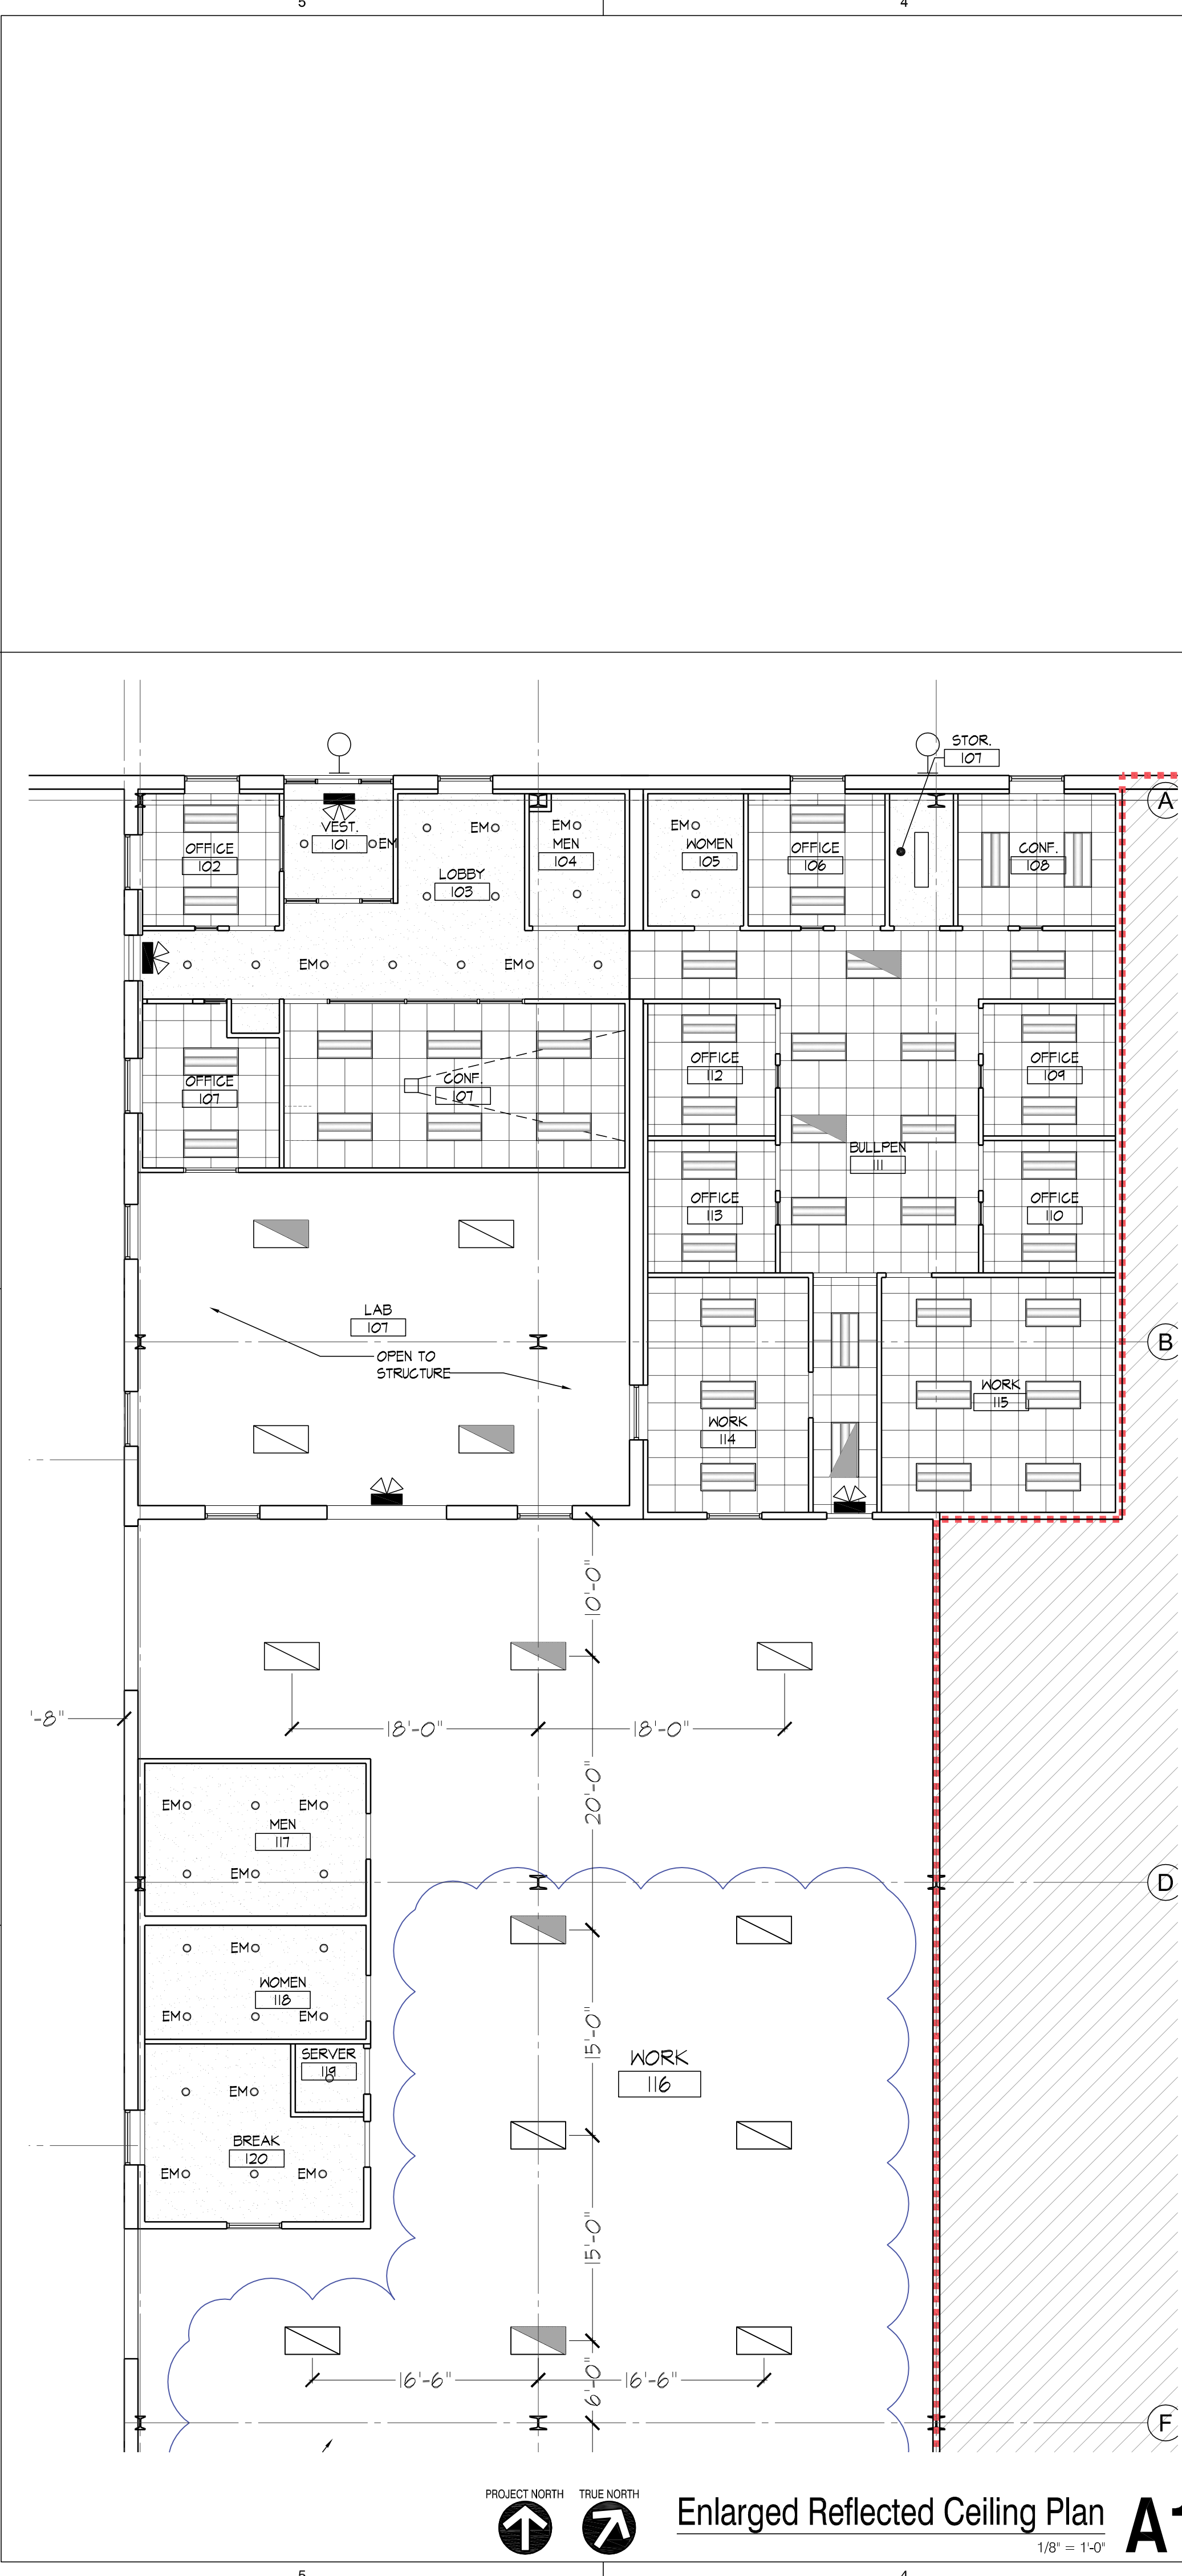 5
4
STOR.
107
A
VEST.
101
EM
EM
EM
MEN
104
EM
WOMEN
105
OFFICE
102
OFFICE
106
CONF.
108
LOBBY
103
EM
EM
OFFICE
107
CONF.
107
OFFICE
112
OFFICE
109
BULLPEN
111
OFFICE
113
OFFICE
110
LAB
107
B
OPEN TO
STRUCTURE
WORK
115
WORK
114
10'-0"
'-8"
18'-0"
18'-0"
20'-0"
EM
EM
MEN
117
EM
D
EM
WOMEN
118
EM
EM
15'-0"
SERVER
119
WORK
116
EM
BREAK
120
EM
EM
15'-0"
16'-6"
16'-6"
6'-0"
F
PROJECT NORTH
TRUE NORTH
Enlarged Reflected Ceiling Plan
A1
1/8" = 1'-0"
5
4